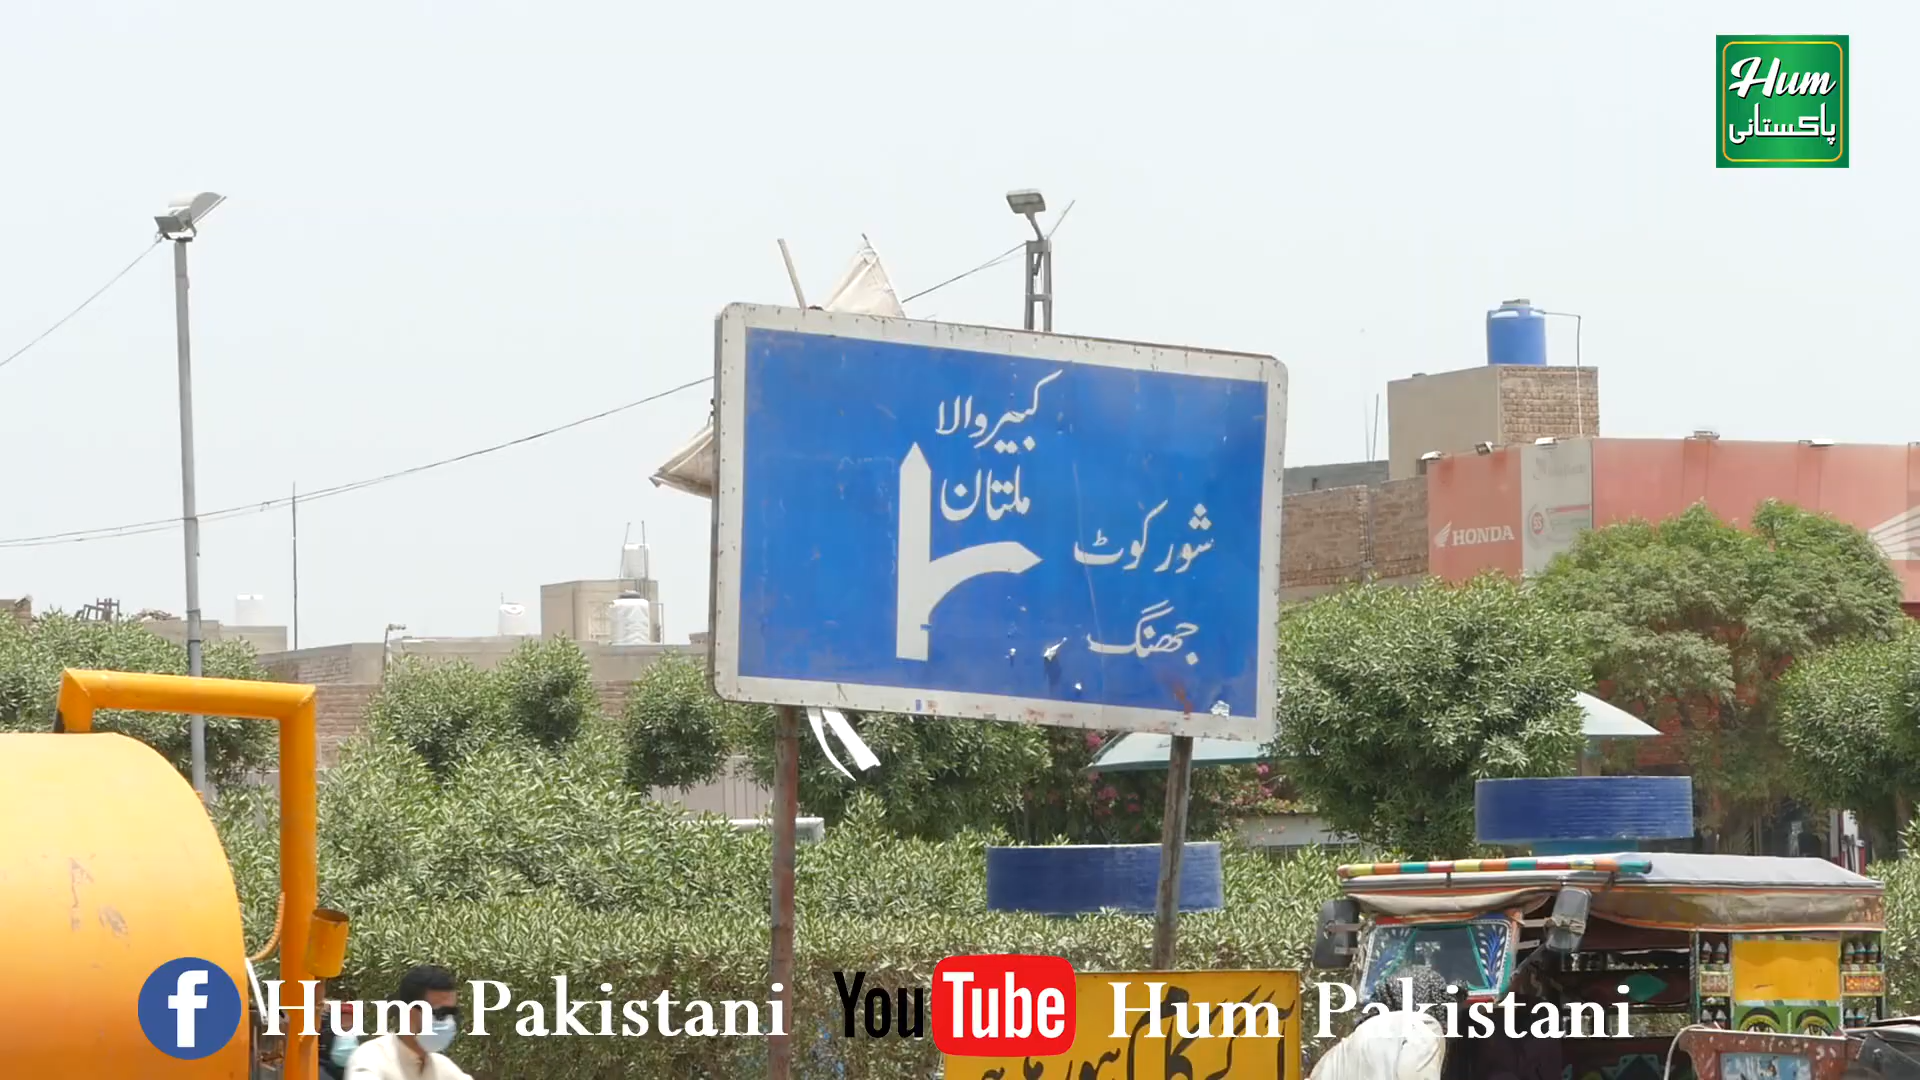 Hum
پاکستانی
کبیروالا
ملتان
شورکوٹ
جھنگ
HONDA
Hum Pakistani
YouTube Hum Pakistani